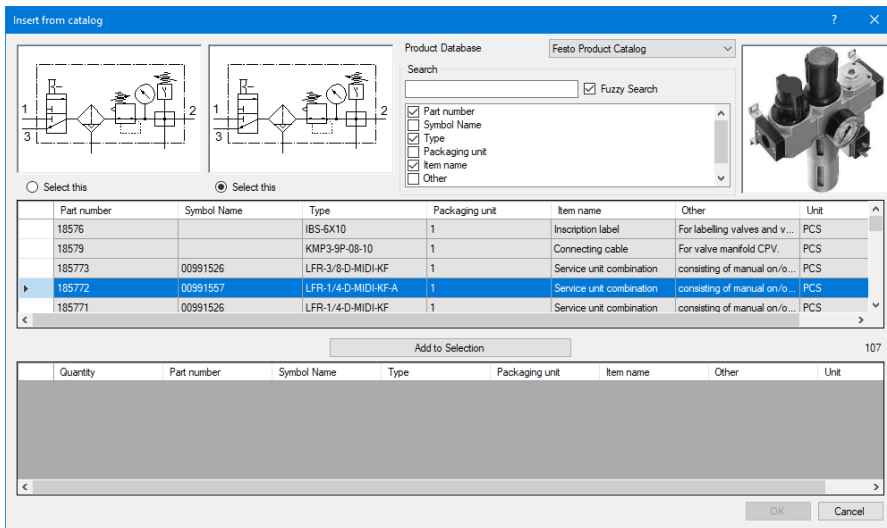 Insert from catalog
? ×
Product Database Festo Product Catalog
Search
Fuzzy Search
Part number
Symbol Name
Type
Packaging unit
Item name
Other
1 2 3
1 2 3
Select this Select this
Part number Symbol Name Type Packaging unit Item name Other Unit
18576 IBS-6X10 1 Inscription label For labelling valves and v... PCS
18579 KMP3-9P-08-10 1 Connecting cable For valve manifold CPV. PCS
185773 00991526 LFR-3/8-D-MIDI-KF 1 Service unit combination consisting of manual on/o... PCS
185772 00991557 LFR-1/4-D-MIDI-KF-A 1 Service unit combination consisting of manual on/o... PCS
185771 00991526 LFR-1/4-D-MIDI-KF 1 Service unit combination consisting of manual on/o... PCS
Add to Selection 107
Quantity Part number Symbol Name Type Packaging unit Item name Other Unit
OK Cancel